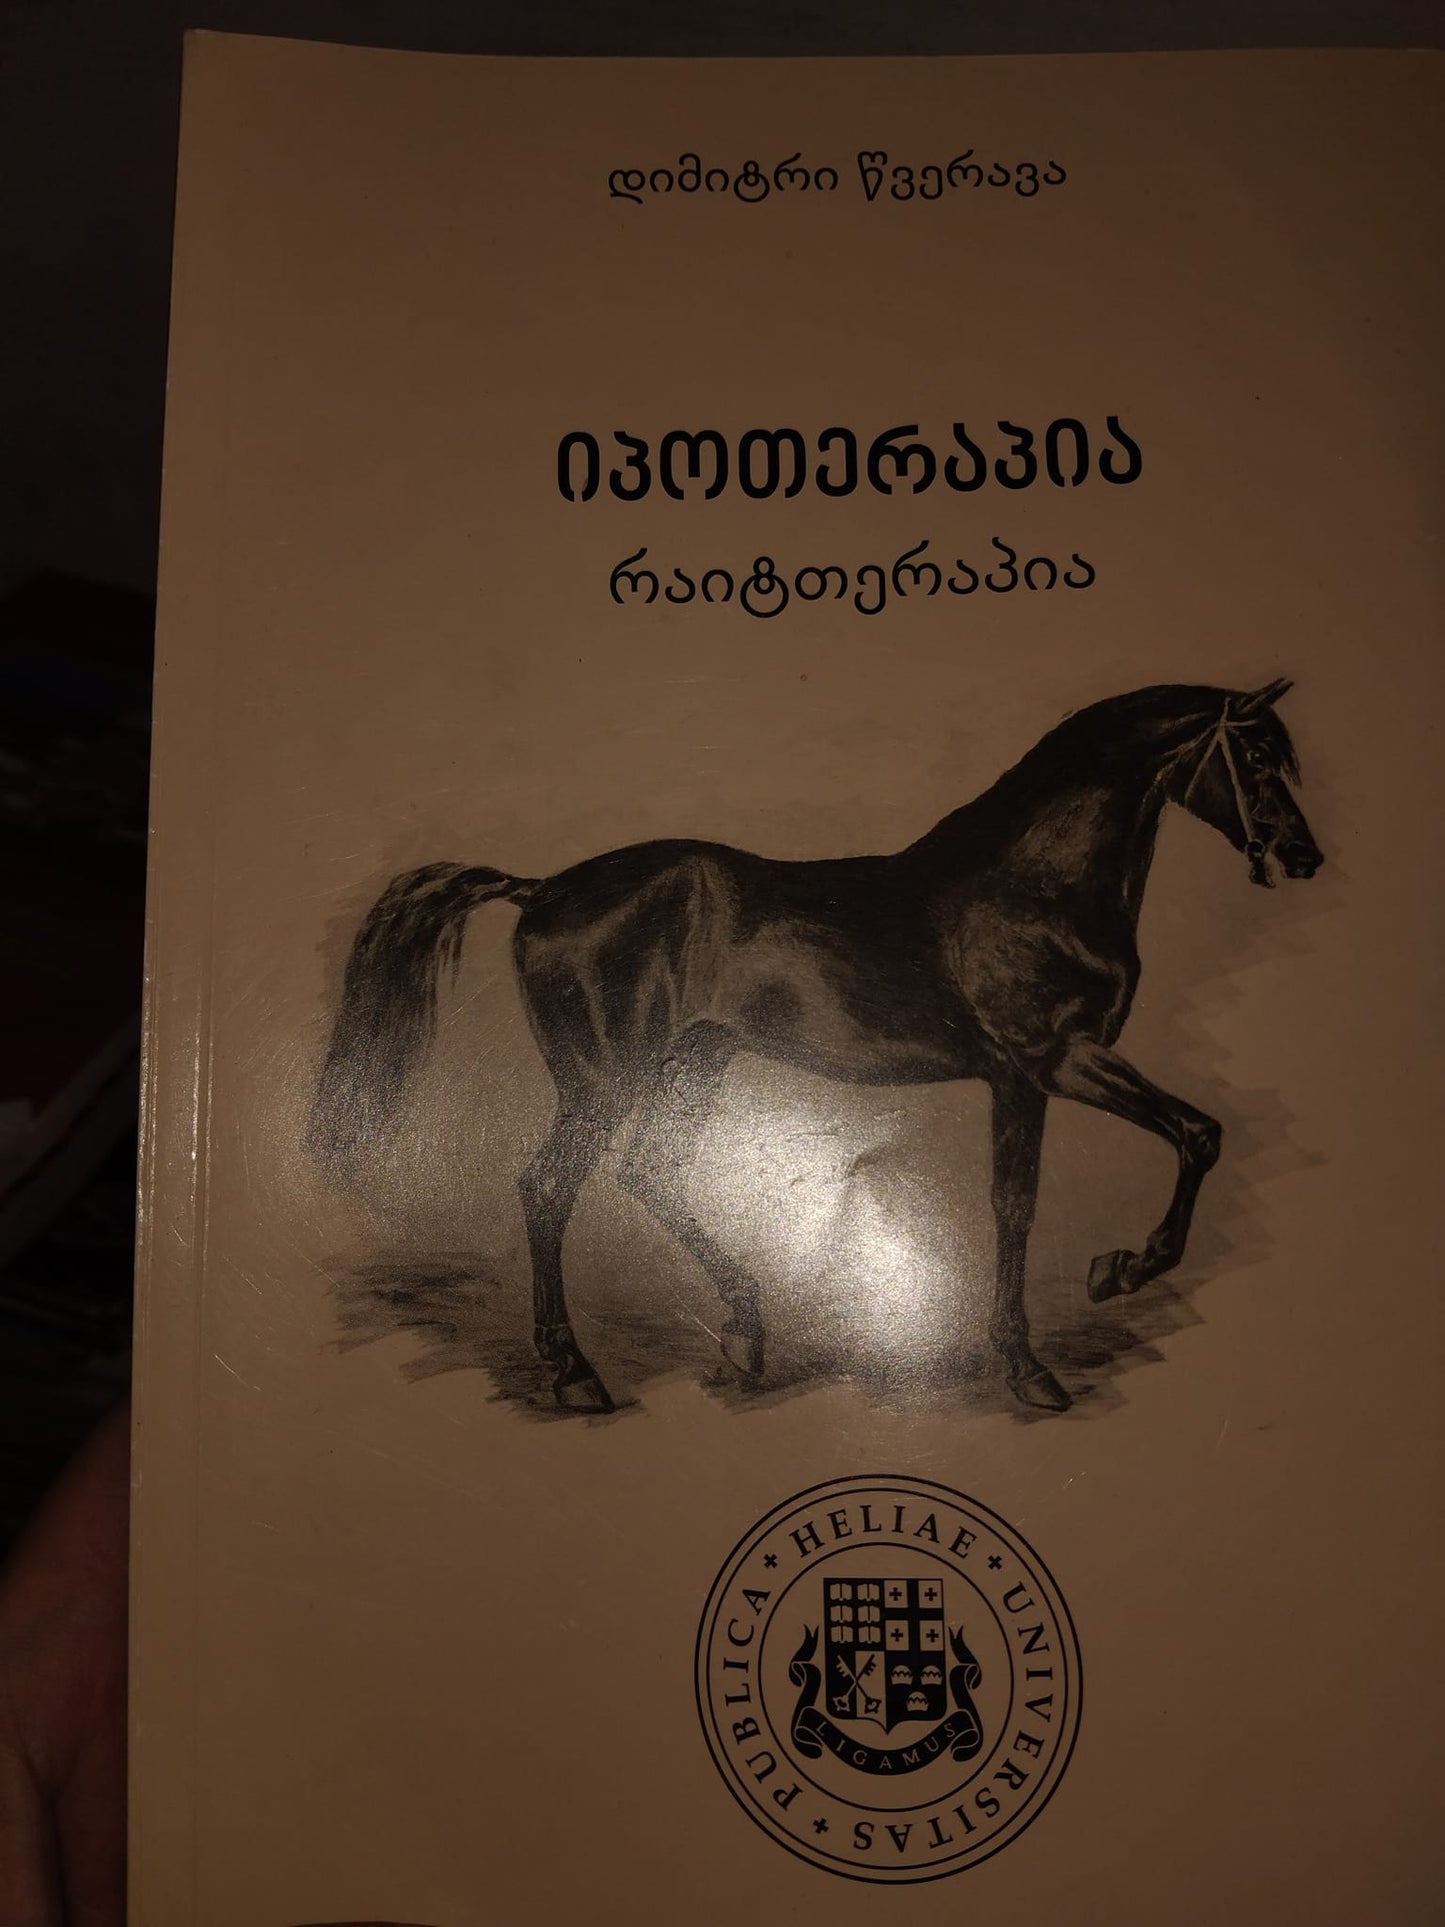 დიმიტრი წვერავა
იპოთერაპია
რაიტთერაპია
HELIAE UNIVERSITAS PUBLICA
LIGAMUS